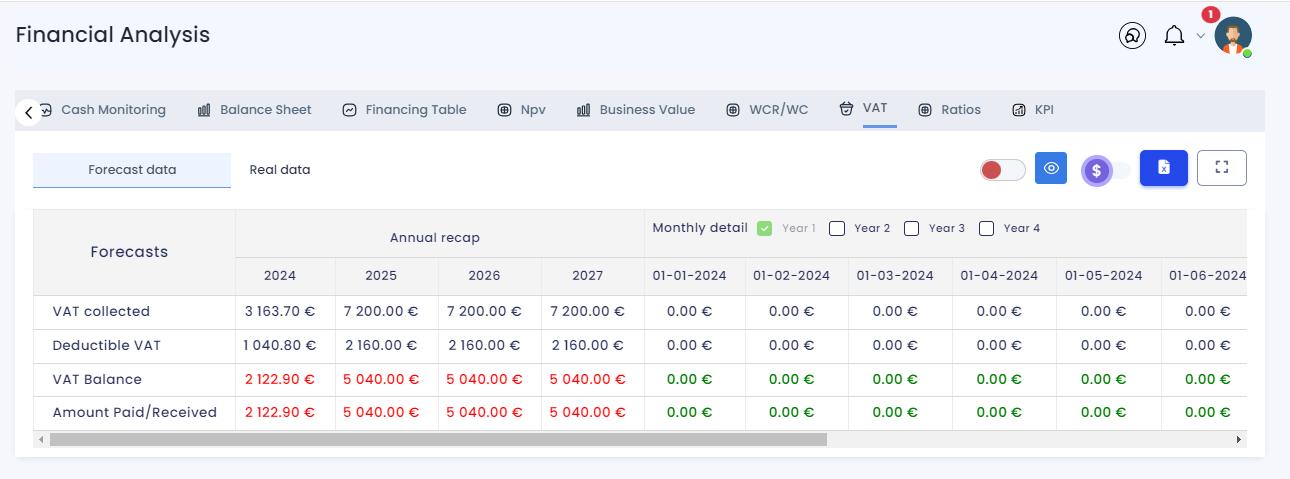 1
Financial Analysis
Cash Monitoring Balance Sheet Financing Table Npv Business Value WCR/WC VAT Ratios KPI
Forecast data Real data $ x
Forecasts Annual recap Monthly detail Year 1 Year 2 Year 3 Year 4
2024 2025 2026 2027 01-01-2024 01-02-2024 01-03-2024 01-04-2024 01-05-2024 01-06-2024
VAT collected 3 163.70 € 7 200.00 € 7 200.00 € 7 200.00 € 0.00 € 0.00 € 0.00 € 0.00 € 0.00 € 0.00 €
Deductible VAT 1 040.80 € 2 160.00 € 2 160.00 € 2 160.00 € 0.00 € 0.00 € 0.00 € 0.00 € 0.00 € 0.00 €
VAT Balance 2 122.90 € 5 040.00 € 5 040.00 € 5 040.00 € 0.00 € 0.00 € 0.00 € 0.00 € 0.00 € 0.00 €
Amount Paid/Received 2 122.90 € 5 040.00 € 5 040.00 € 5 040.00 € 0.00 € 0.00 € 0.00 € 0.00 € 0.00 € 0.00 €